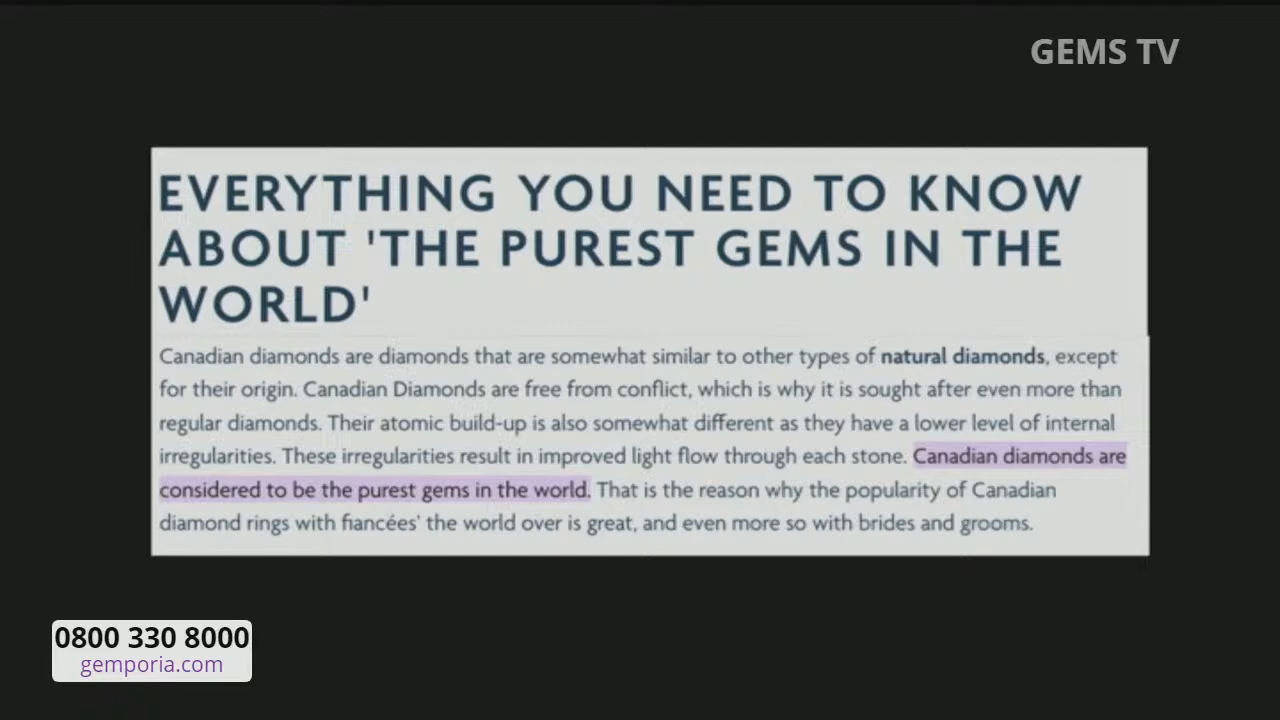 GEMS TV
EVERYTHING YOU NEED TO KNOW
ABOUT 'THE PUREST GEMS IN THE
WORLD'
Canadian diamonds are diamonds that are somewhat similar to other types of natural diamonds, except
for their origin. Canadian Diamonds are free from conflict, which is why it is sought after even more than
regular diamonds. Their atomic build-up is also somewhat different as they have a lower level of internal
irregularities. These irregularities result in improved light flow through each stone. Canadian diamonds are
considered to be the purest gems in the world. That is the reason why the popularity of Canadian
diamond rings with fiancées' the world over is great, and even more so with brides and grooms.
0800 330 8000
gemporia.com